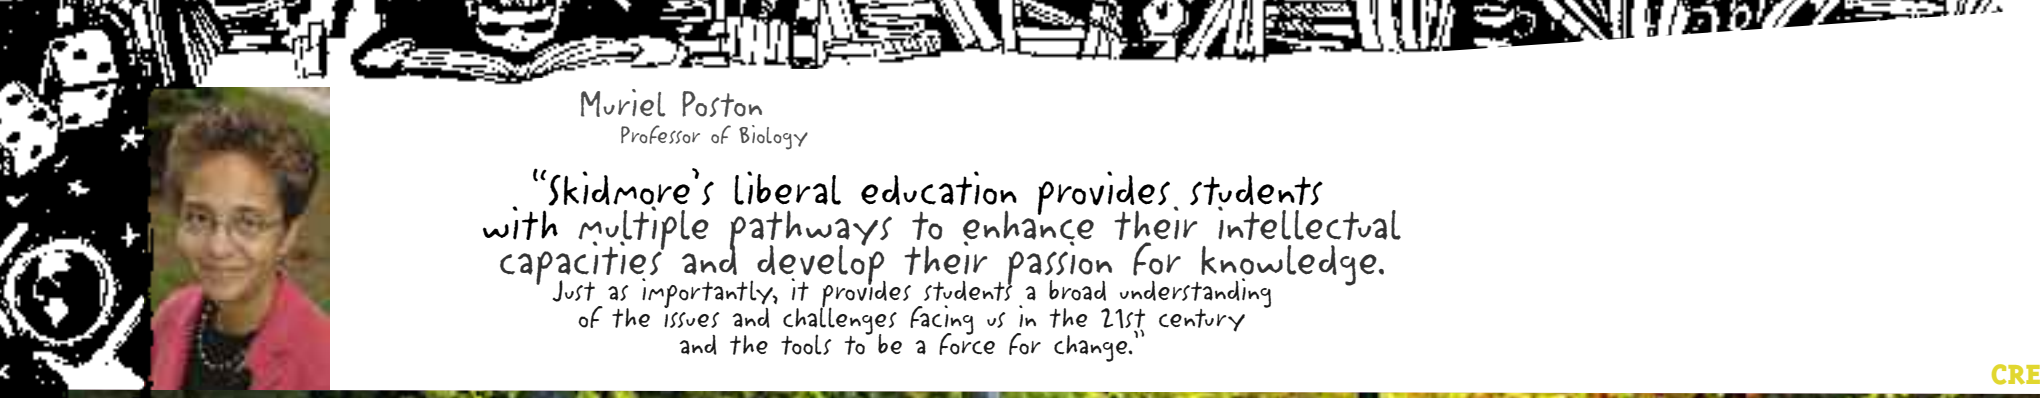 Muriel Poston
Professor of Biology
“Skidmore’s liberal education provides students
with multiple pathways to enhance their intellectual
capacities and develop their passion for knowledge.
Just as importantly, it provides students a broad understanding
of the issues and challenges facing us in the 21st century
and the tools to be a force for change.”
CRE